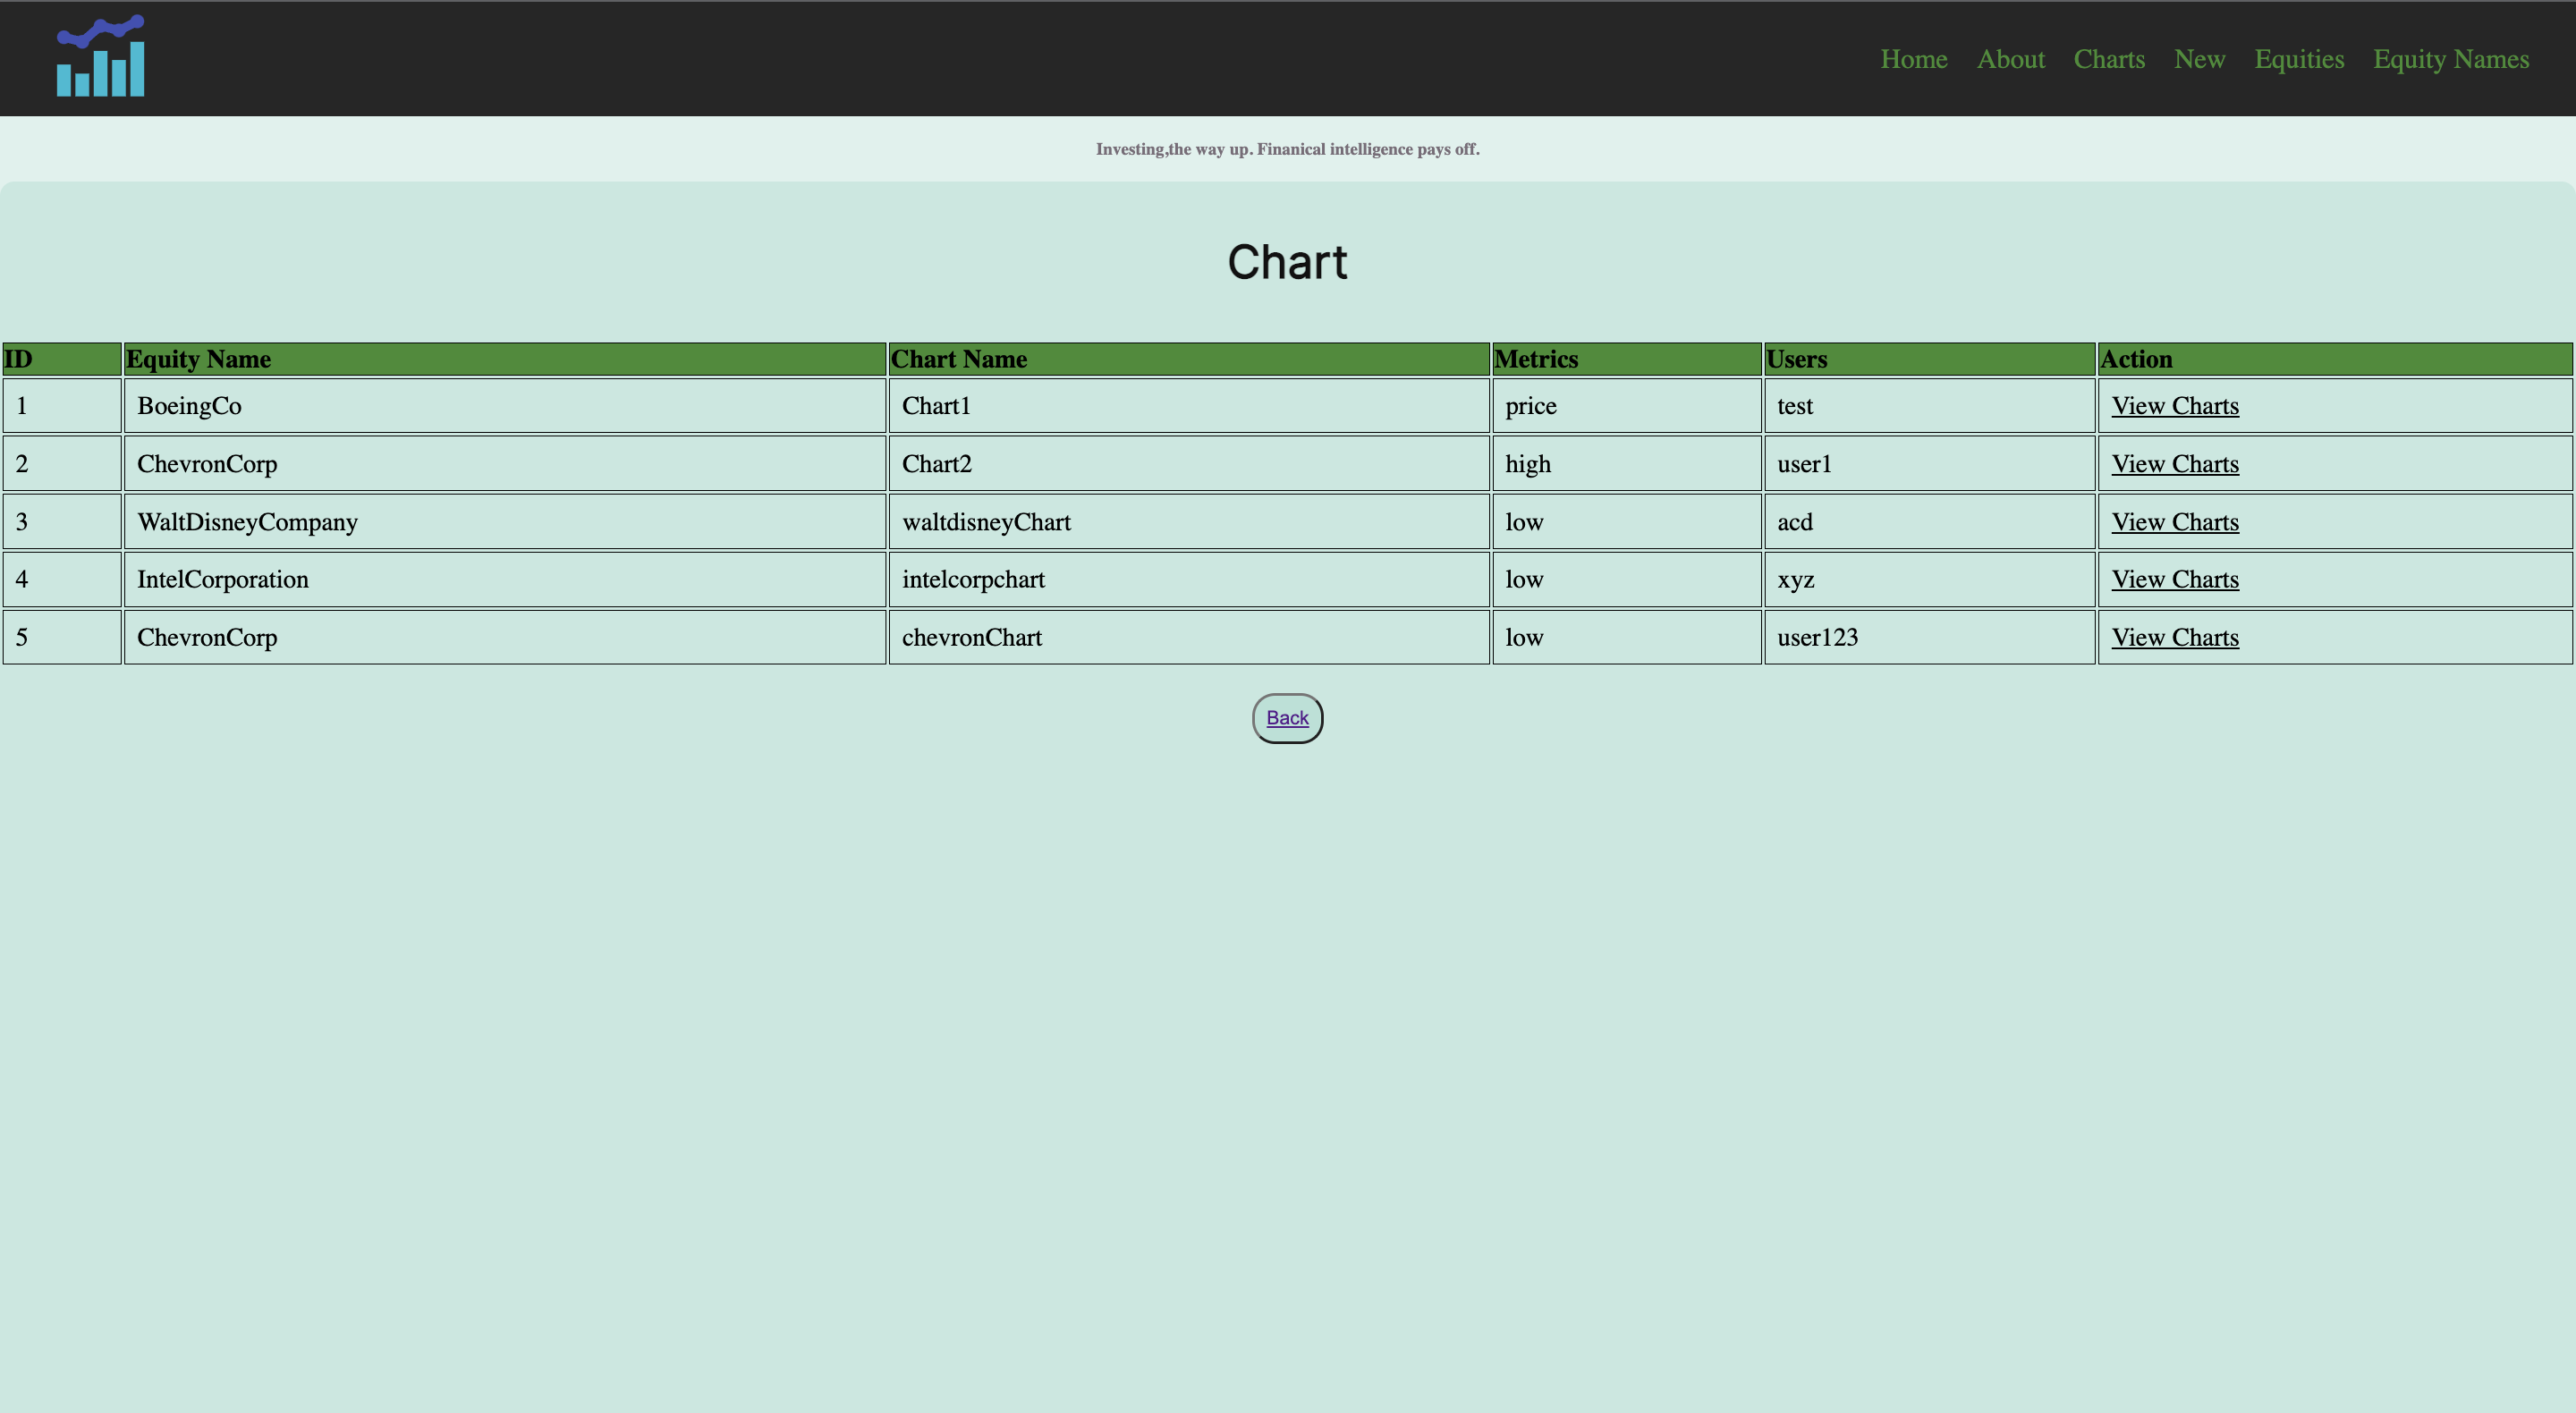 Home About Charts New Equities Equity Names
Investing,the way up. Finanical intelligence pays off.
Chart
ID Equity Name Chart Name Metrics Users Action
1 BoeingCo Chart1 price test View Charts
2 ChevronCorp Chart2 high user1 View Charts
3 WaltDisneyCompany waltdisneyChart low acd View Charts
4 IntelCorporation intelcorpchart low xyz View Charts
5 ChevronCorp chevronChart low user123 View Charts
Back